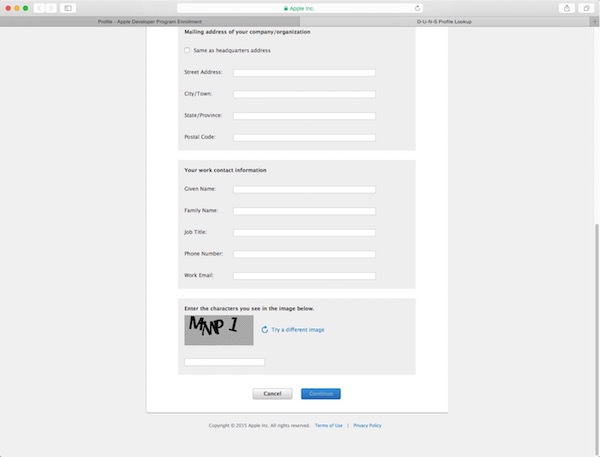 Apple Inc.
Profile - Apple Developer Program Enrollment
D-U-N-S Profile Lookup
Mailing address of your company/organization
Same as headquarters address
Street Address:
City/Town:
State/Province:
Postal Code:
Your work contact information
Given Name:
Family Name:
Job Title:
Phone Number:
Work Email:
Enter the characters you see in the image below.
Try a different image
Cancel Continue
Copyright © 2015 Apple Inc. All rights reserved. Terms of Use | Privacy Policy